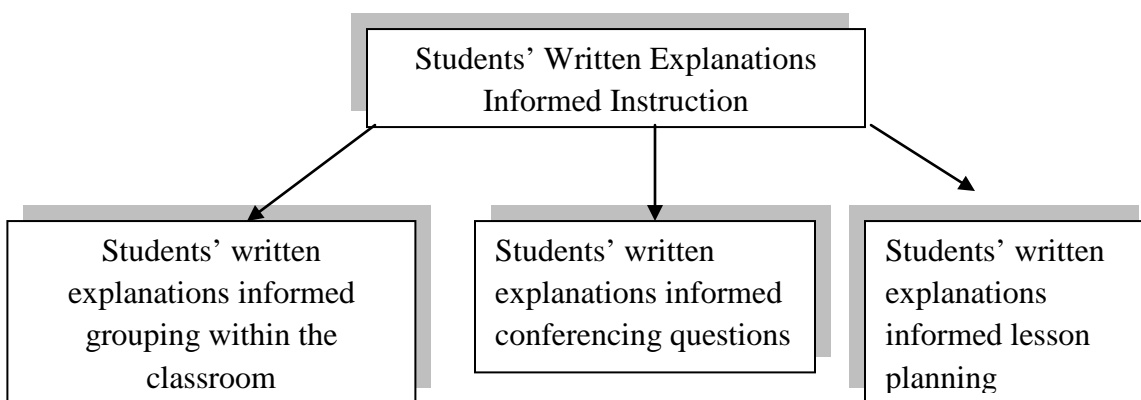 Students’ Written Explanations
Informed Instruction
Students’ written
explanations informed
grouping within the
classroom
Students’ written
explanations informed
conferencing questions
Students’ written
explanations
informed lesson
planning